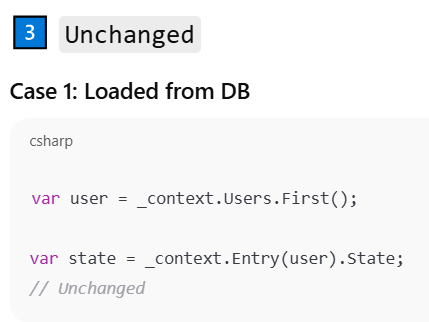 3 Unchanged
Case 1: Loaded from DB
csharp
var user = _context.Users.First();
var state = _context.Entry(user).State;
// Unchanged